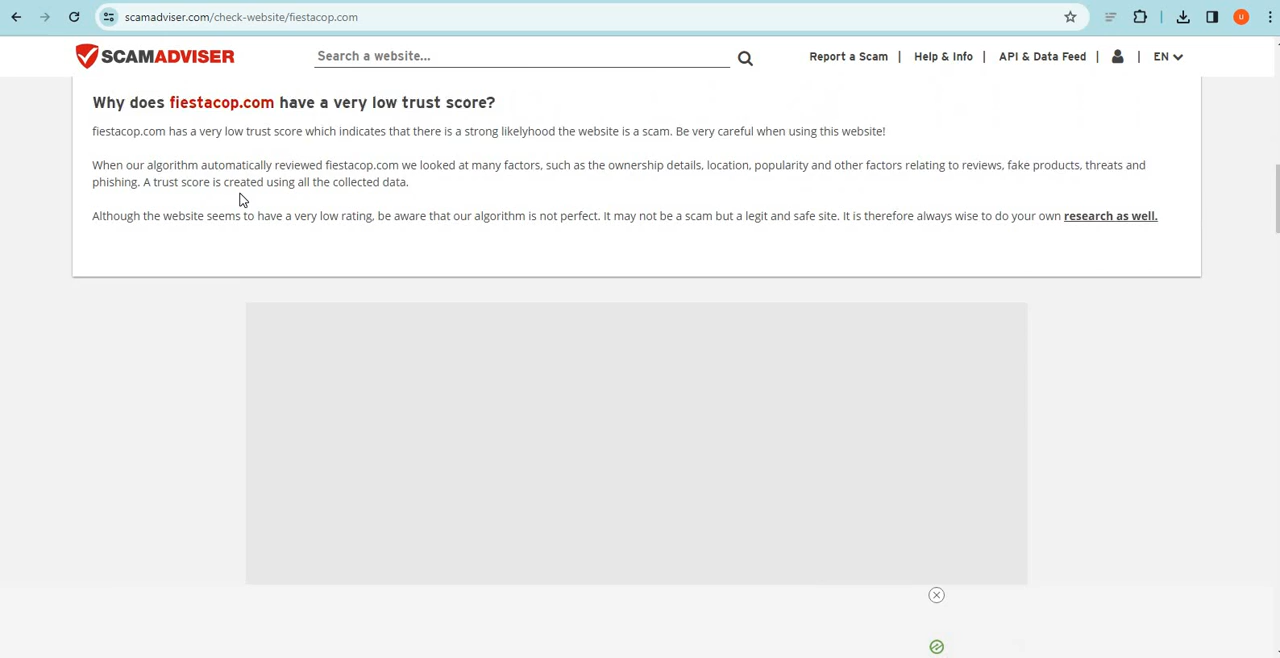 scamadviser.com/check-website/fiestacop.com
u
SCAMADVISER
Search a website...
Report a Scam | Help & Info | API & Data Feed | | EN
Why does fiestacop.com have a very low trust score?
fiestacop.com has a very low trust score which indicates that there is a strong likelyhood the website is a scam. Be very careful when using this website!
When our algorithm automatically reviewed fiestacop.com we looked at many factors, such as the ownership details, location, popularity and other factors relating to reviews, fake products, threats and
phishing. A trust score is created using all the collected data.
Although the website seems to have a very low rating, be aware that our algorithm is not perfect. It may not be a scam but a legit and safe site. It is therefore always wise to do your own research as well.